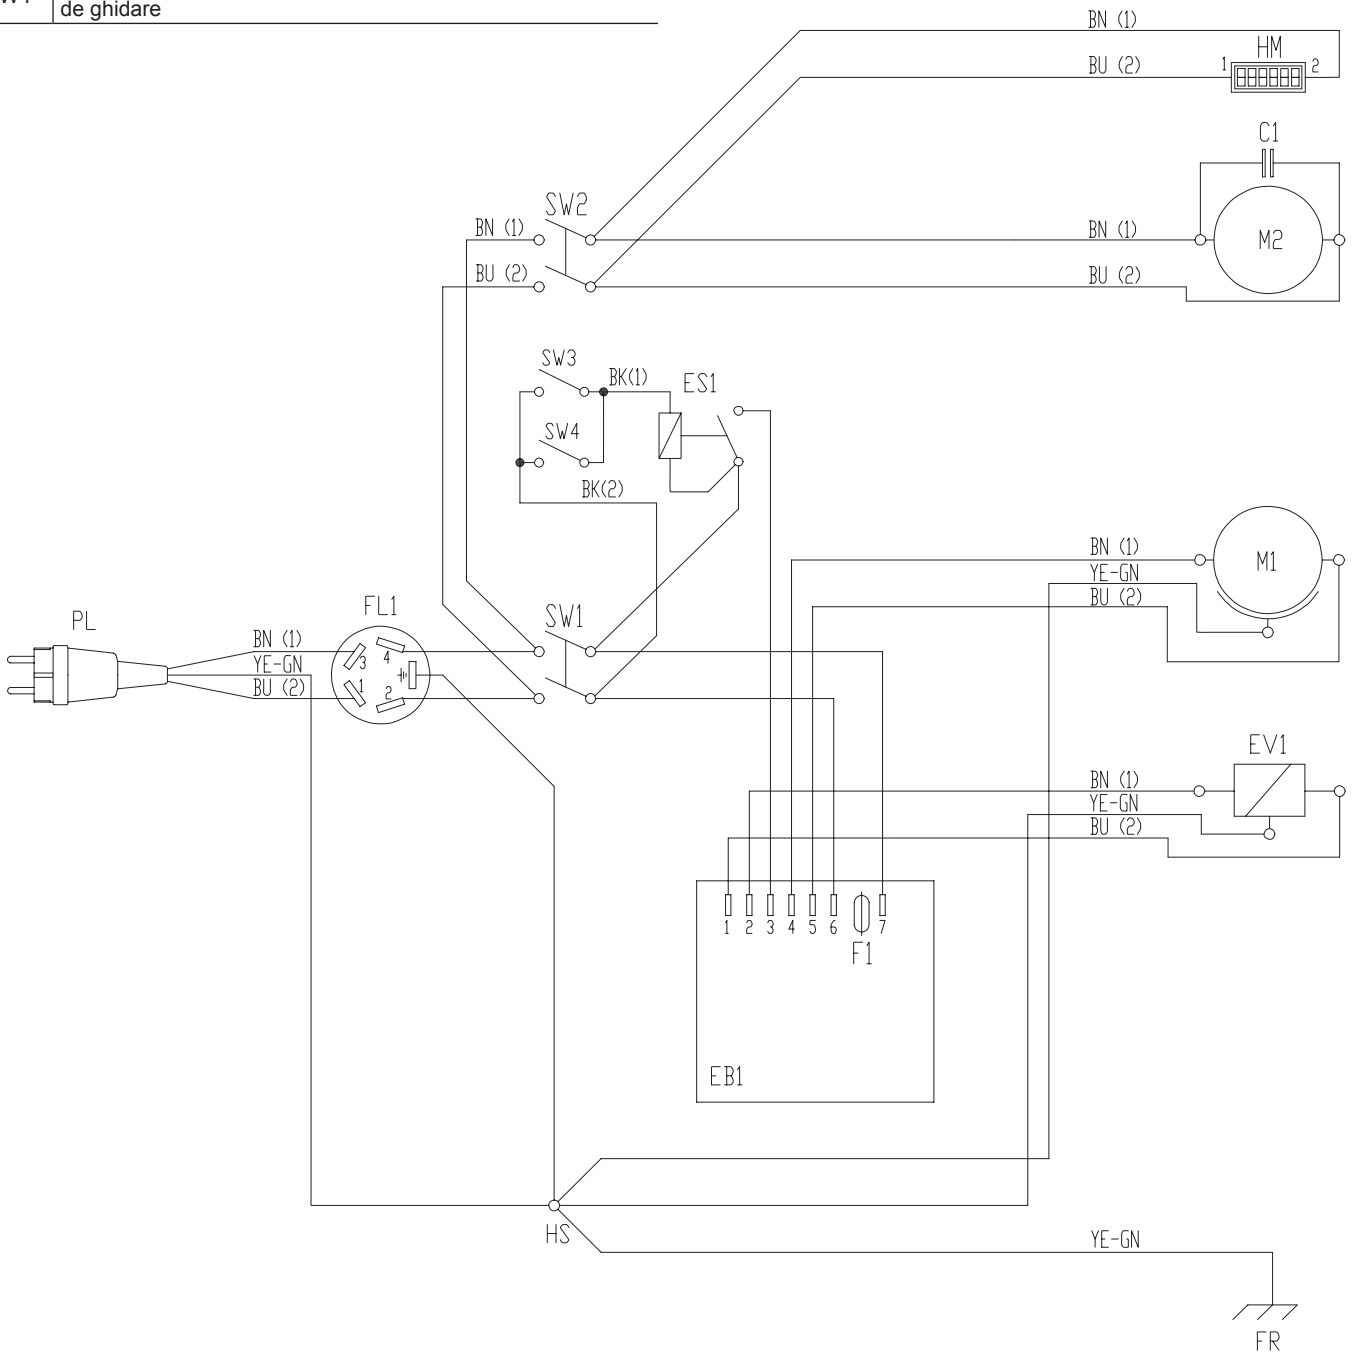 de ghidare
BN (1)
HM
BU (2)
1
2
C1
SW2
BN (1)
BN (1)
M2
BU (2)
BU (2)
SW3
BK(1)
ES1
SW4
BK(2)
BN (1)
M1
YE-GN
BU (2)
FL1
SW1
PL
BN (1)
3
4
YE-GN
BU (2)
1
2
EV1
BN (1)
YE-GN
BU (2)
1 2 3 4 5 6 7
F1
EB1
HS
YE-GN
FR